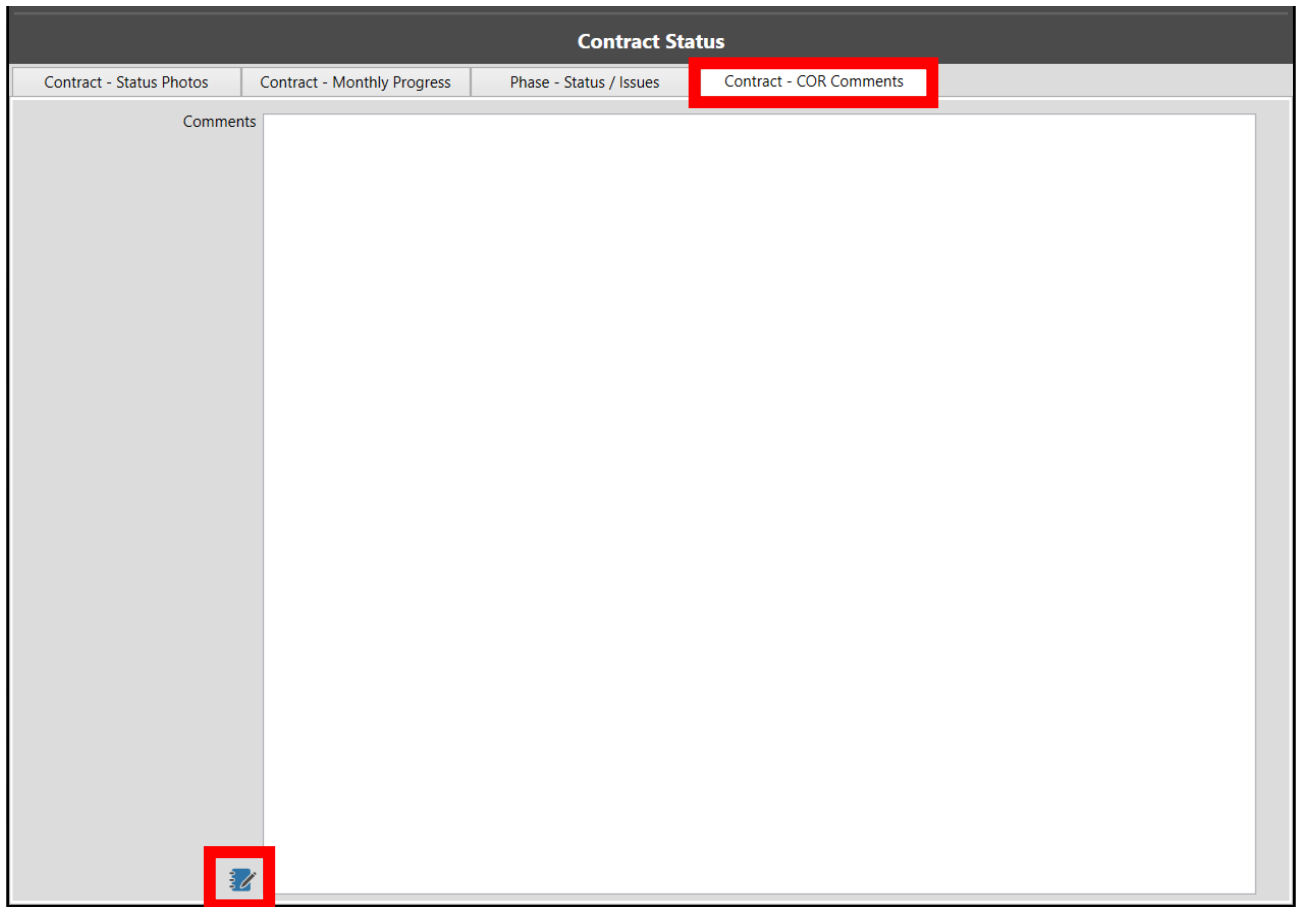 Contract Status
Contract - Status Photos
Contract - Monthly Progress
Phase - Status / Issues
Contract - COR Comments
Comments